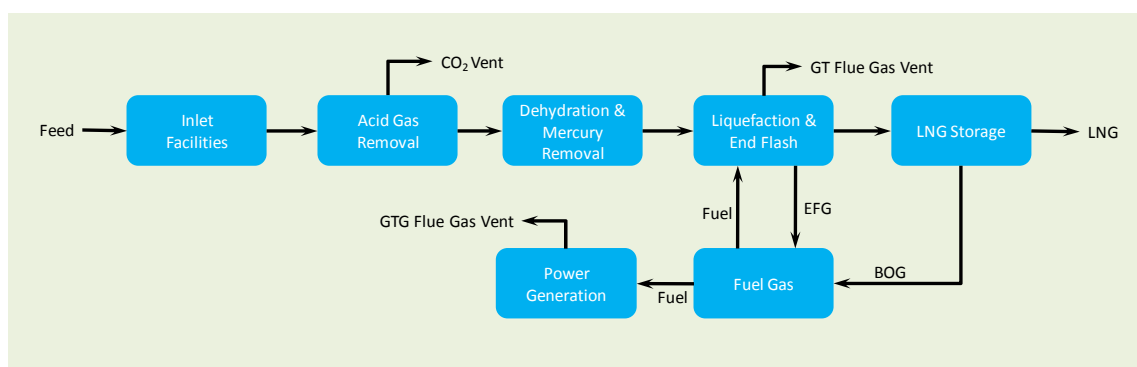 CO₂ Vent
GT Flue Gas Vent
Feed
Inlet
Facilities
Acid Gas
Removal
Dehydration &
Mercury
Removal
Liquefaction &
End Flash
LNG Storage
LNG
Fuel
EFG
GTG Flue Gas Vent
Power
Generation
Fuel
Fuel Gas
BOG